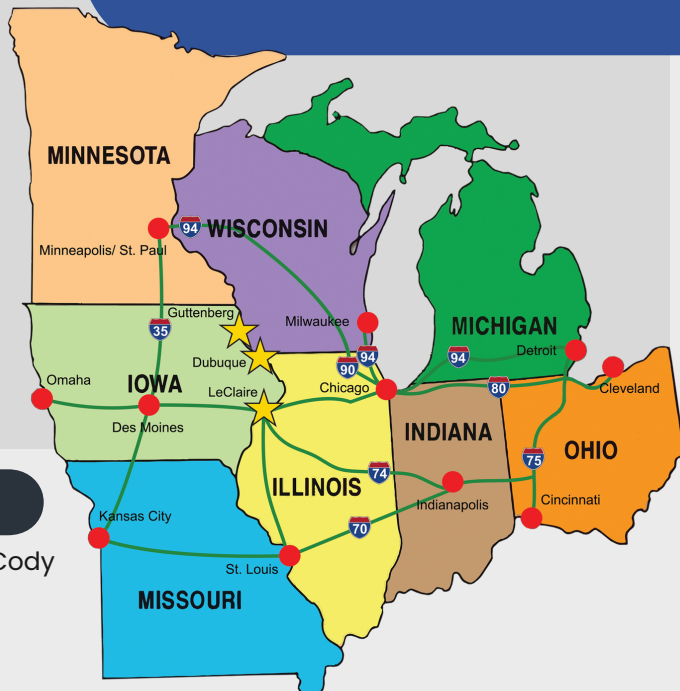 MINNESOTA
94
WISCONSIN
Minneapolis/ St. Paul
Guttenberg
35
Milwaukee
MICHIGAN
Dubuque
90
94
94
Detroit
Omaha
IOWA
LeClaire
Chicago
80
Cleveland
Des Moines
INDIANA
OHIO
75
74
ILLINOIS
Indianapolis
Cincinnati
Kansas City
70
Cody
St. Louis
MISSOURI